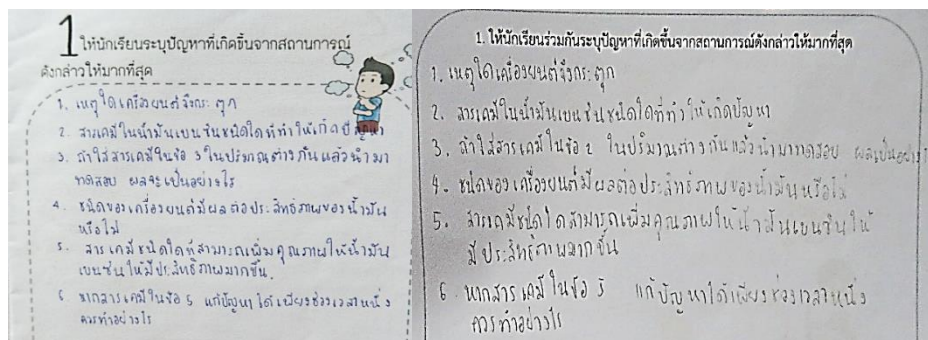 1 ให้นักเรียนระบุปัญหาที่เกิดขึ้นจากสถานการณ์
ดังกล่าวให้มากที่สุด
1. เหตุใดเครื่องยนต์จึงกระตุก
2. สารเคมีในน้ำมันเบนซินชนิดใดที่ทำให้เกิดปัญหา
3. ถ้าใส่สารเคมีในข้อ 3 ในปริมาณต่างกันแล้วนำมา
ทดสอบ ผลจะเป็นอย่างไร
4. ชนิดของเครื่องยนต์มีผลต่อประสิทธิภาพของน้ำมัน
หรือไม่
5. สารเคมีชนิดใดที่สามารถเพิ่มคุณภาพให้น้ำมัน
เบนซินให้มีประสิทธิภาพมากขึ้น.
6. หากสารเคมีในข้อ 5 แก้ปัญหาได้เพียงช่วงเวลาหนึ่ง
ควรทำอย่างไร
1. ให้นักเรียนร่วมกันระบุปัญหาที่เกิดขึ้นจากสถานการณ์ดังกล่าวให้มากที่สุด
1. เหตุใดเครื่องยนต์จึงกระตุก
2. สารเคมีในน้ำมันเบนซินชนิดใดที่ทำให้เกิดปัญหา
3. ถ้าใส่สารเคมีในข้อ 2 ในปริมาณต่างกันแล้วนำมาทดสอบ ผลเป็นอย่างไร
4. ชนิดของเครื่องยนต์มีผลต่อประสิทธิภาพของน้ำมันหรือไม่
5. สารเคมีชนิดใดสามารถเพิ่มคุณภาพให้น้ำมันเบนซินให้
มีประสิทธิภาพมากขึ้น
6. หากสารเคมีในข้อ 5 แก้ปัญหาได้เพียงช่วงเวลาหนึ่ง
ควรทำอย่างไร